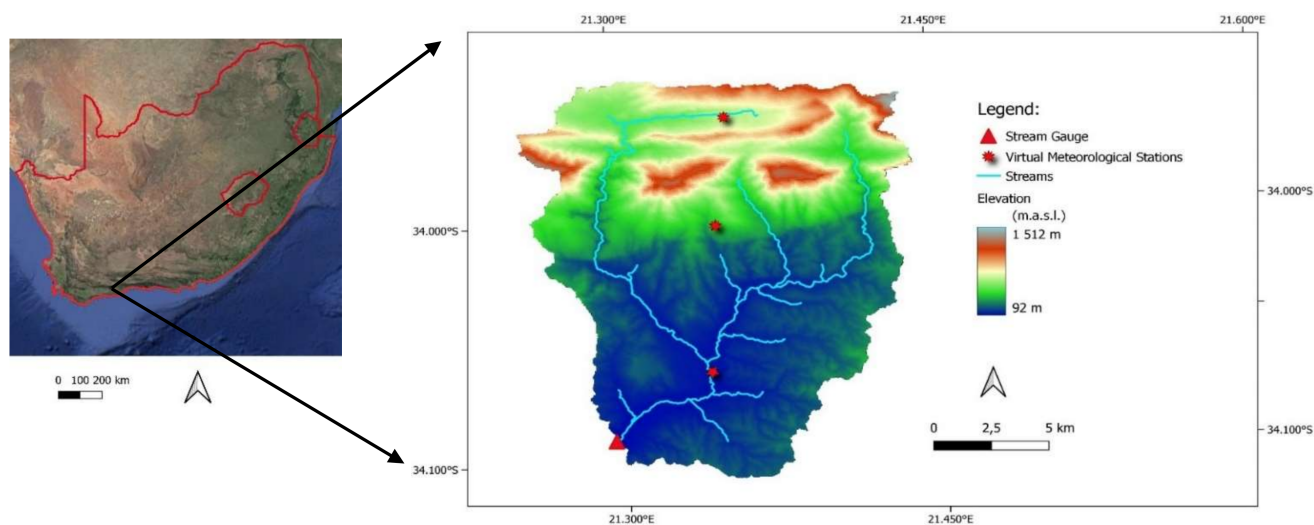 21.300°E
21.450°E
21.600°E
Legend:
Stream Gauge
Virtual Meteorological Stations
Streams
Elevation
(m.a.s.l.)
1 512 m
92 m
34.000°S
34.000°S
0 100 200 km
0 2,5 5 km
34.100°S
34.100°S
21.300°E
21.450°E